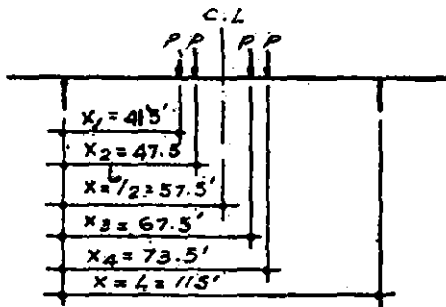 C.L
P P P P
x₁ = 41'5'
x₂ = 47.5
x = L/2 = 57.5'
x₃ = 67.5'
x₄ = 73.5'
x = L = 115'